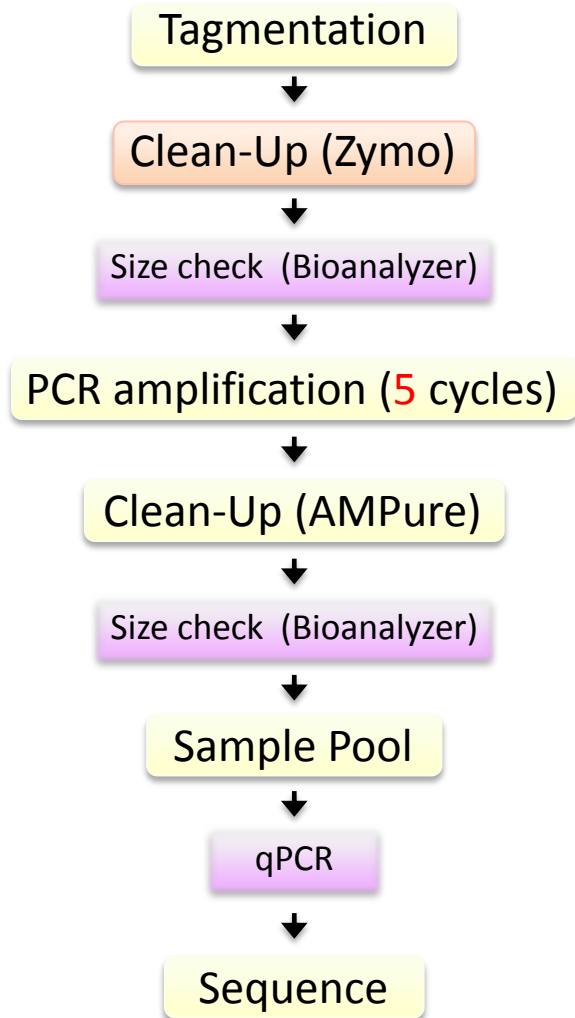 Tagmentation
Clean-Up (Zymo)
Size check (Bioanalyzer)
PCR amplification (5 cycles)
Clean-Up (AMPure)
Size check (Bioanalyzer)
Sample Pool
qPCR
Sequence